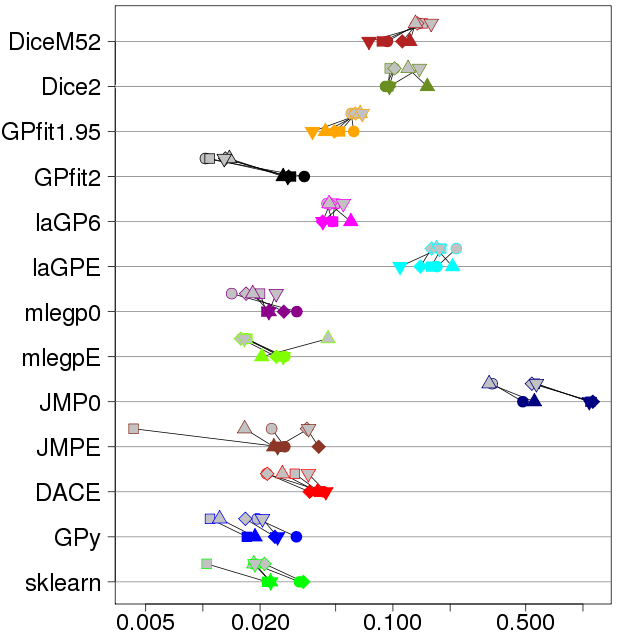 DiceM52
Dice2
GPfit1.95
GPfit2
laGP6
laGPE
mlegp0
mlegpE
JMP0
JMPE
DACE
GPy
sklearn
0.005 0.020 0.100 0.500